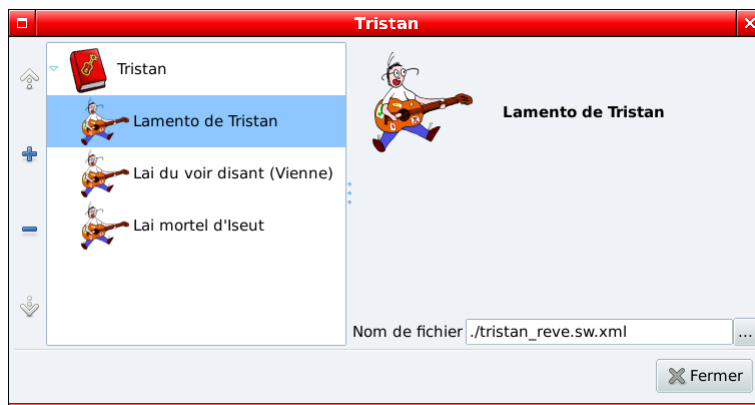 Tristan
Tristan
Lamento de Tristan
Lai du voir disant (Vienne)
Lai mortel d'Iseut
Lamento de Tristan
Nom de fichier ./tristan_reve.sw.xml ...
Fermer